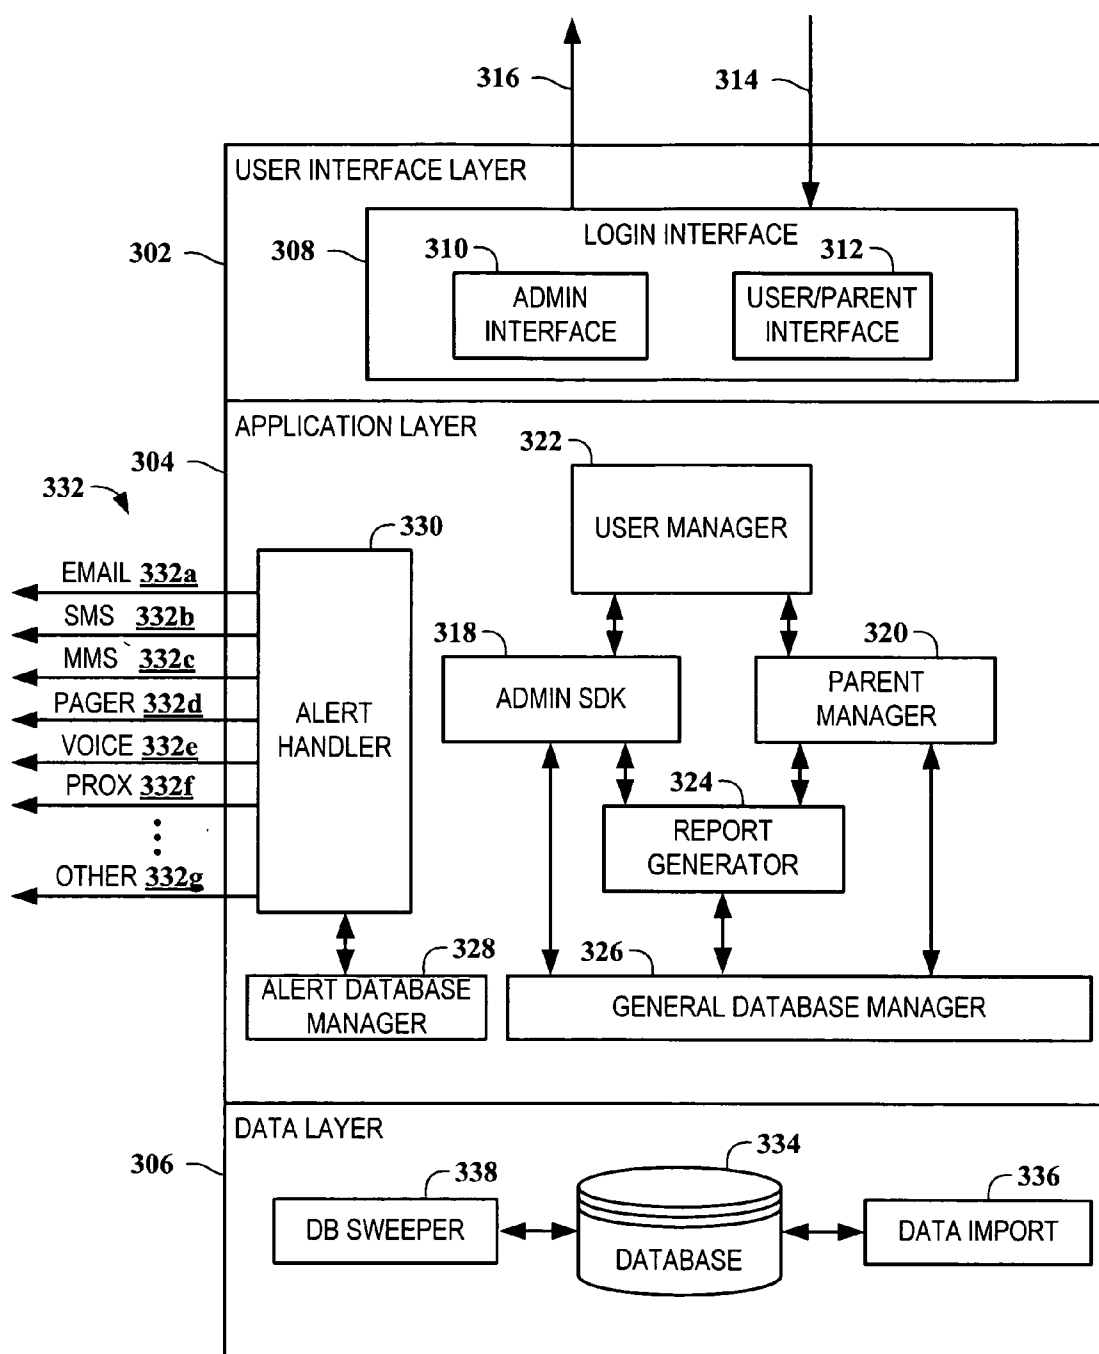 316
314
USER INTERFACE LAYER
302
308
LOGIN INTERFACE
310
312
ADMIN
INTERFACE
USER/PARENT
INTERFACE
APPLICATION LAYER
304
322
332
USER MANAGER
330
EMAIL 332a
SMS 332b
MMS 332c
PAGER 332d
VOICE 332e
PROX 332f
OTHER 332g
ALERT
HANDLER
318
320
ADMIN SDK
PARENT
MANAGER
324
REPORT
GENERATOR
328
326
ALERT DATABASE
MANAGER
GENERAL DATABASE MANAGER
DATA LAYER
306
338
334
336
DB SWEEPER
DATABASE
DATA IMPORT